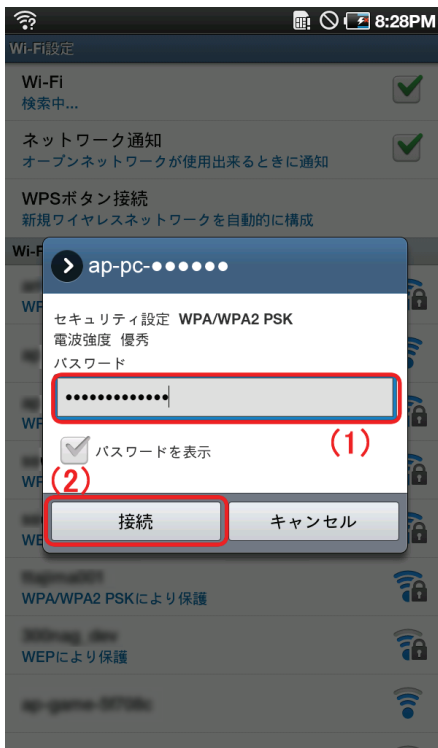 8:28PM
Wi-Fi設定
Wi-Fi
検索中...
ネットワーク通知
オープンネットワークが使用出来るときに通知
WPSボタン接続
新規ワイヤレスネットワークを自動的に構成
Wi-F
ap-pc-●●●●●●
WP
セキュリティ設定 WPA/WPA2 PSK
電波強度 優秀
パスワード
•••••••••••••
(1)
パスワードを表示
(2)
接続 キャンセル
WPA/WPA2 PSKにより保護
WEPにより保護